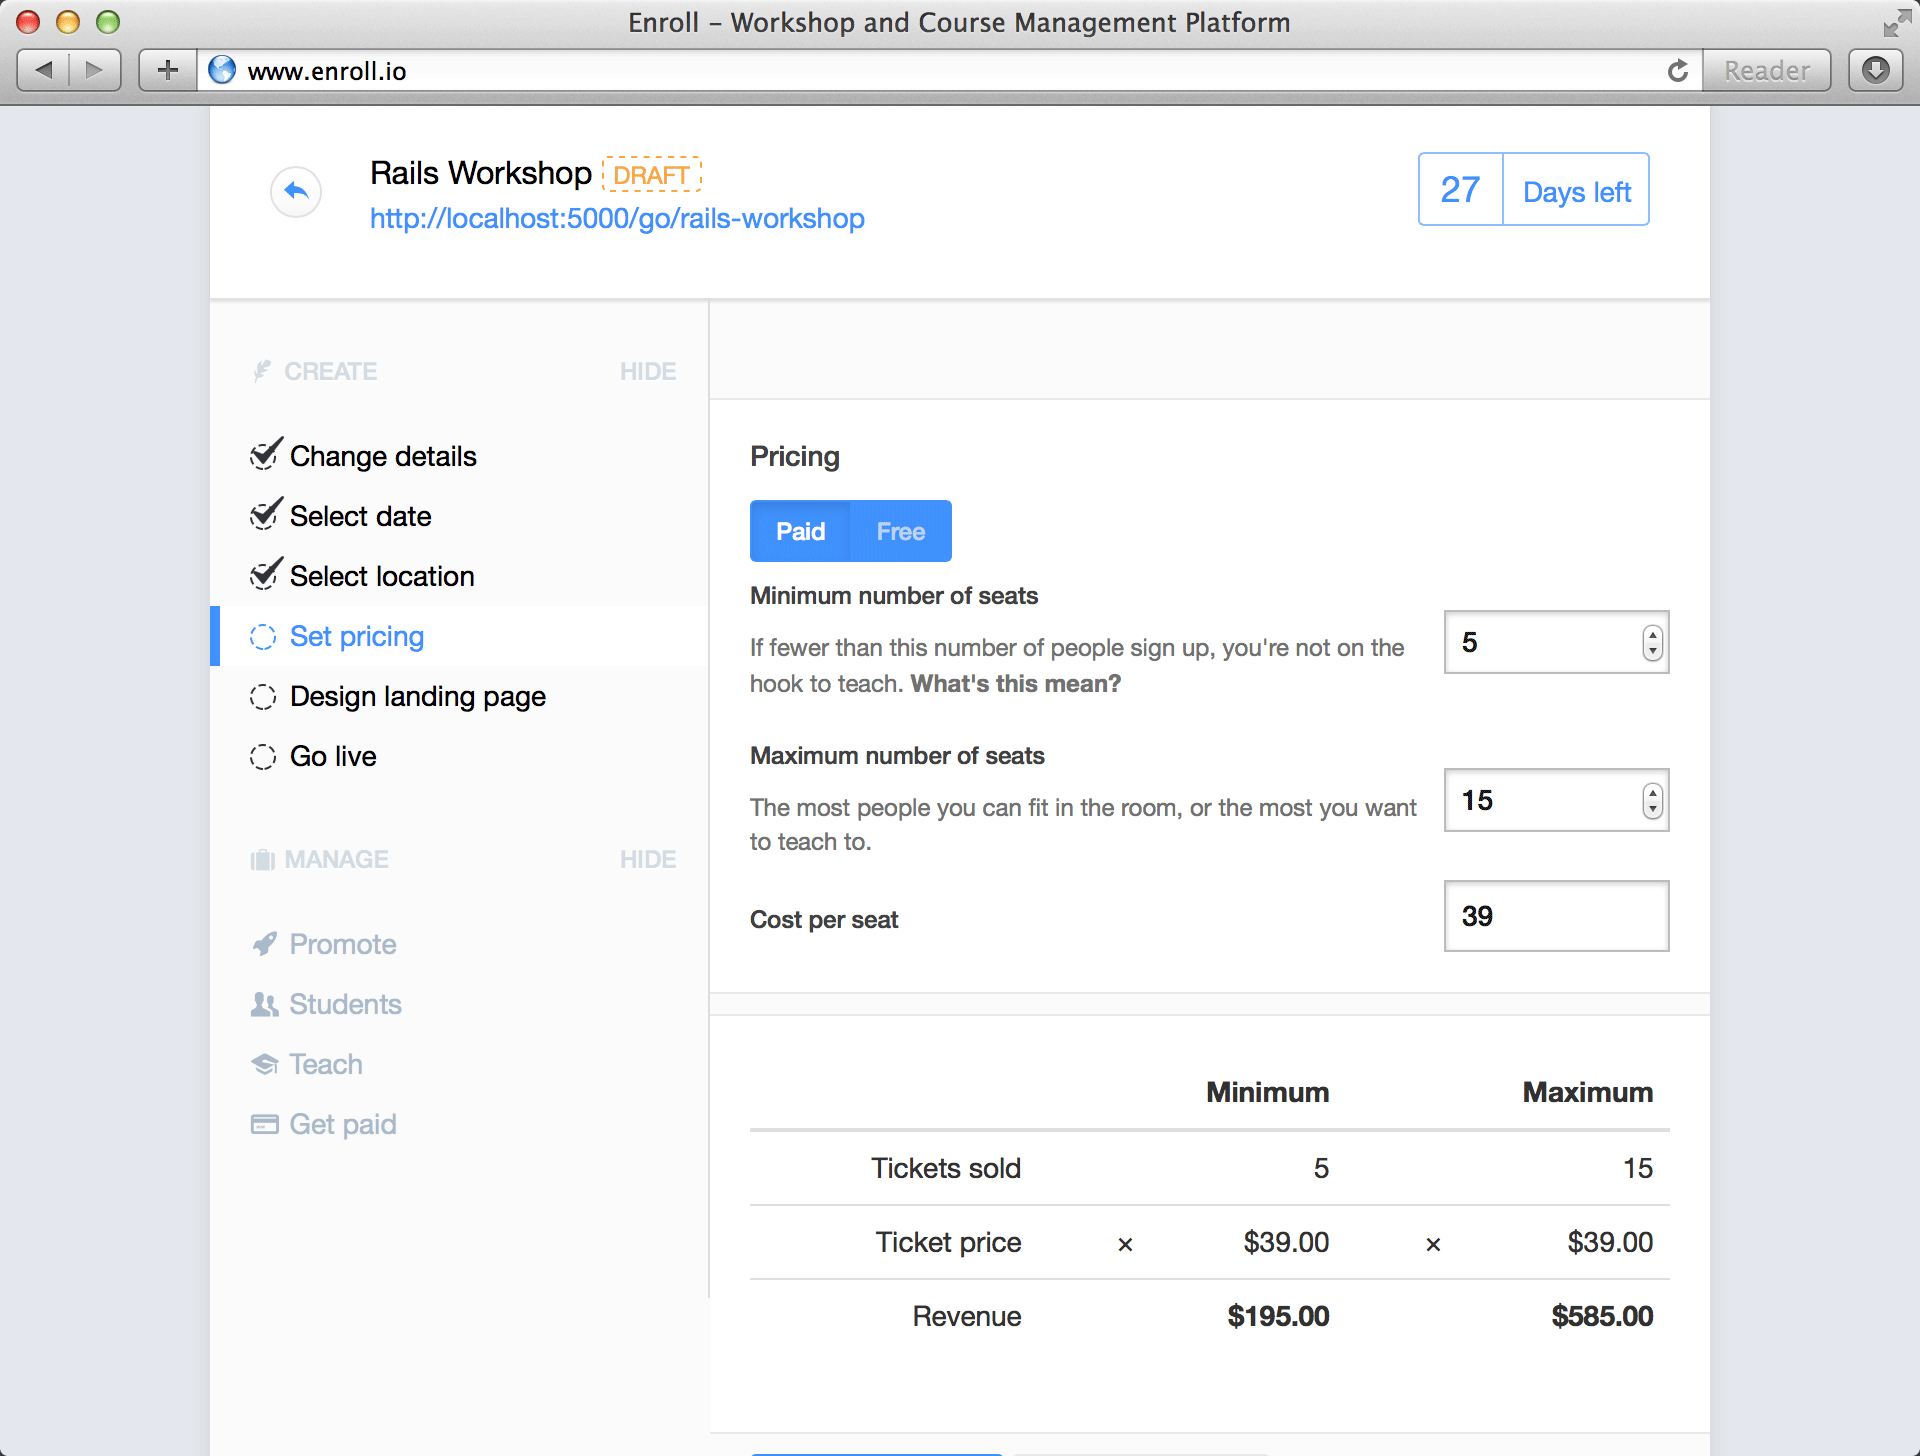 Enroll – Workshop and Course Management Platform
www.enroll.io
Reader
Rails Workshop DRAFT
http://localhost:5000/go/rails-workshop
27 Days left
CREATE HIDE
Change details
Select date
Select location
Set pricing
Design landing page
Go live
MANAGE HIDE
Promote
Students
Teach
Get paid
Pricing
Paid Free
Minimum number of seats
If fewer than this number of people sign up, you're not on the
hook to teach. What's this mean?
5
Maximum number of seats
The most people you can fit in the room, or the most you want
to teach to.
15
Cost per seat
39
Minimum Maximum
Tickets sold 5 15
Ticket price × $39.00 × $39.00
Revenue $195.00 $585.00